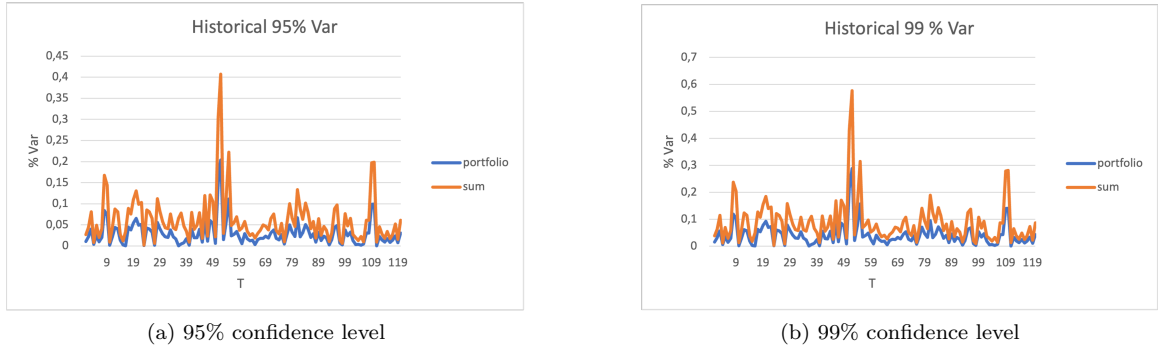 Historical 95% Var
0,45
0,4
0,35
0,3
0,25
0,2
0,15
0,1
0,05
0
% Var
9 19 29 39 49 59 69 79 89 99 109 119
T
portfolio
sum
(a) 95% confidence level
Historical 99 % Var
0,7
0,6
0,5
0,4
0,3
0,2
0,1
0
% Var
9 19 29 39 49 59 69 79 89 99 109 119
T
portfolio
sum
(b) 99% confidence level